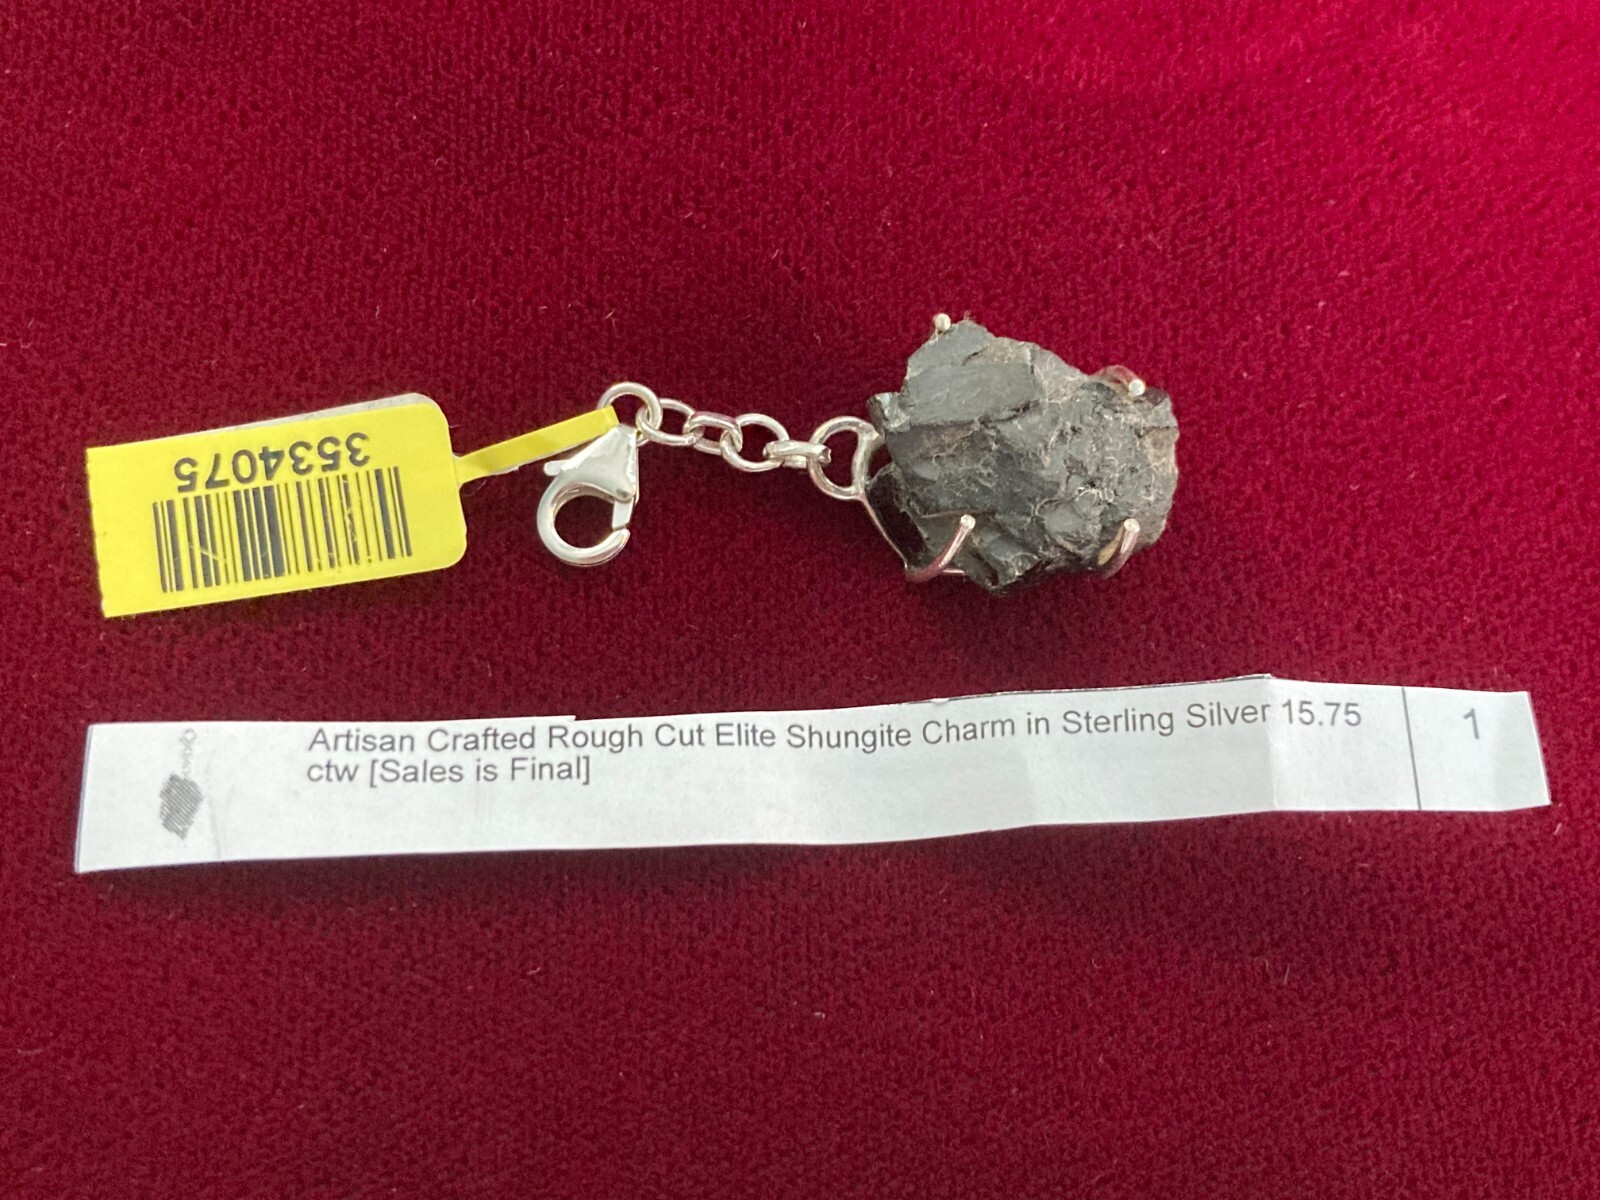 3534075
Artisan Crafted Rough Cut Elite Shungite Charm in Sterling Silver 15.75
ctw [Sales is Final]
1